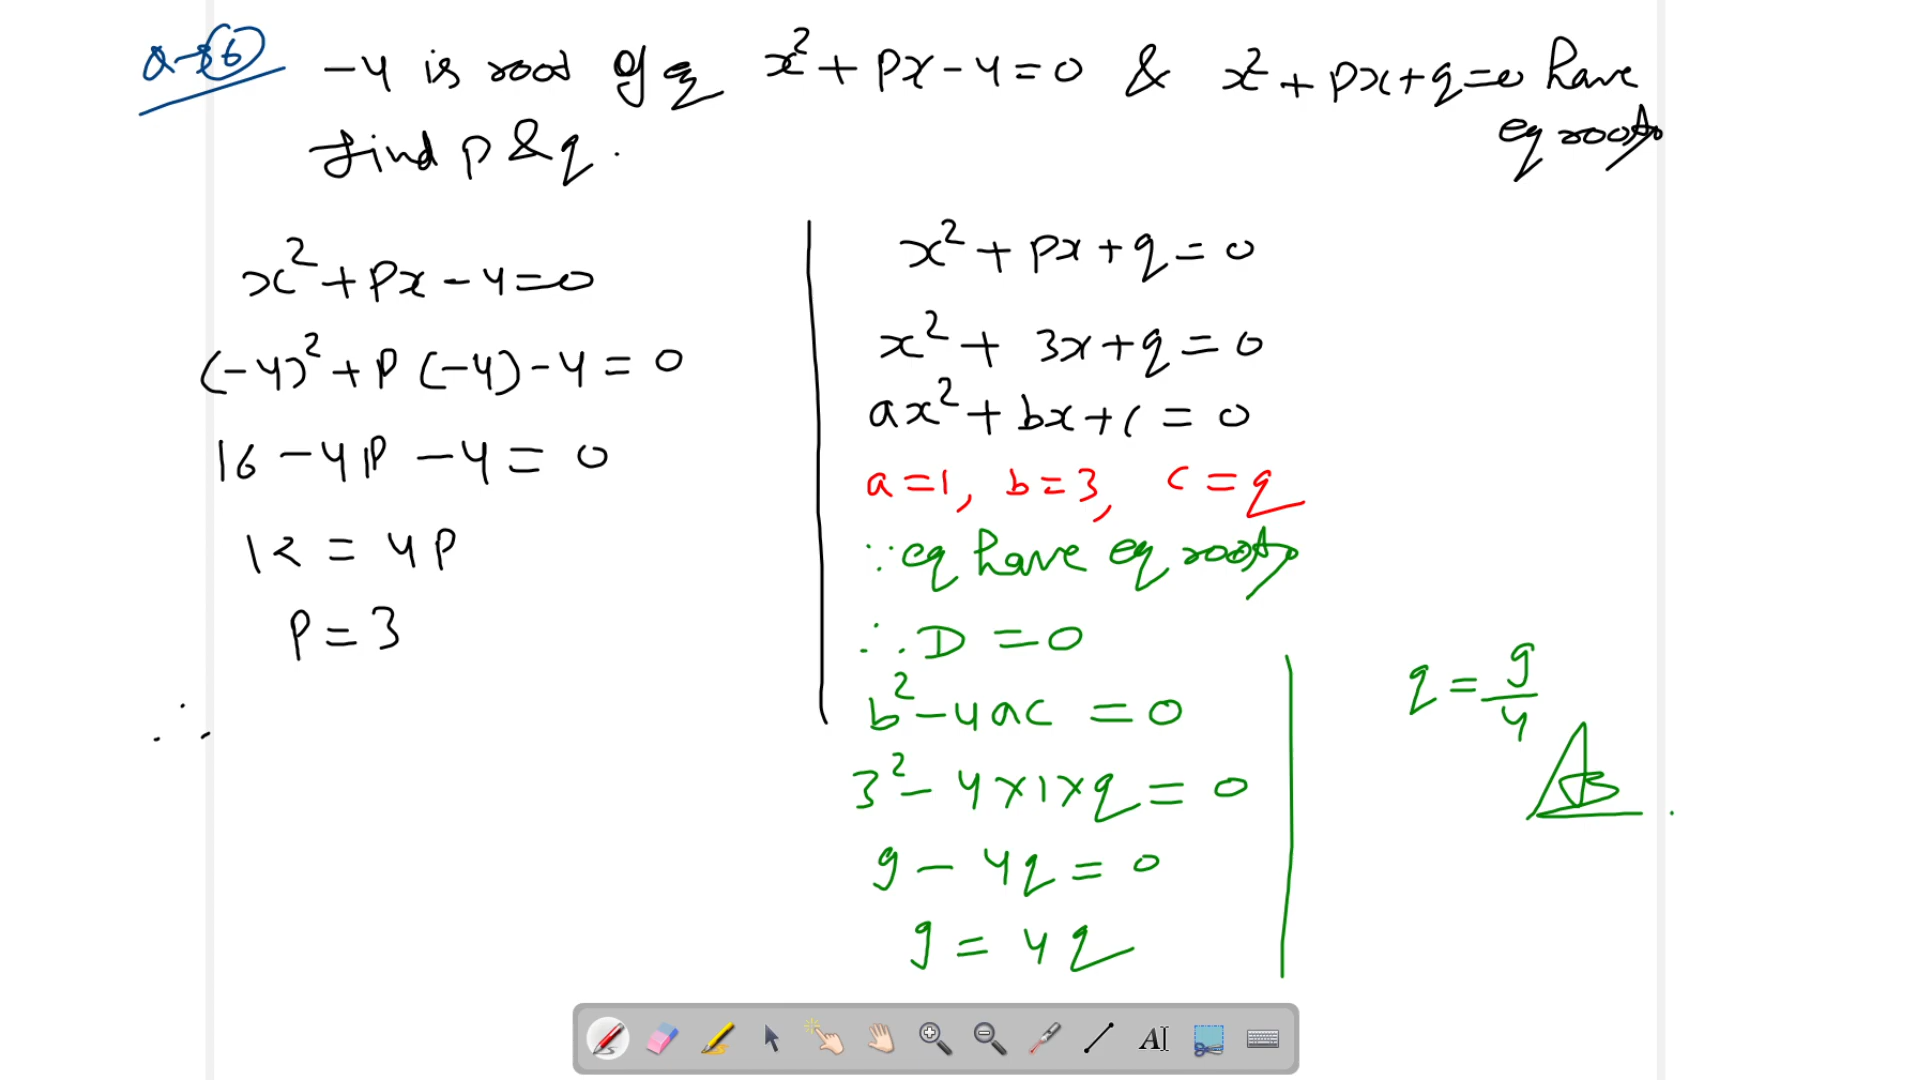 -4 is root of eq x² + px - 4 = 0 & x² + px + q = 0 have
eq roots
find p & q.
x² + px - 4 = 0
(-4)² + p(-4) - 4 = 0
16 - 4p - 4 = 0
12 = 4p
p = 3
∴
x² + px + q = 0
x² + 3x + q = 0
ax² + bx + c = 0
a = 1, b = 3, c = q
∵ eq have eq roots
∴ D = 0
b² - 4ac = 0
3² - 4 × 1 × q = 0
9 - 4q = 0
9 = 4q
q = 9/4